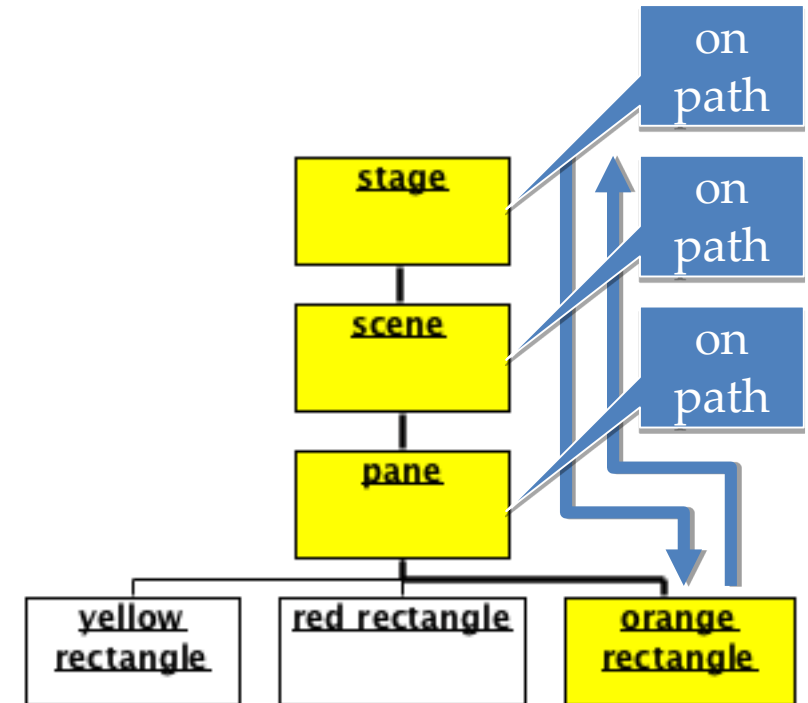 on
path
stage
on
path
scene
on
path
pane
yellow
rectangle
red rectangle
orange
rectangle